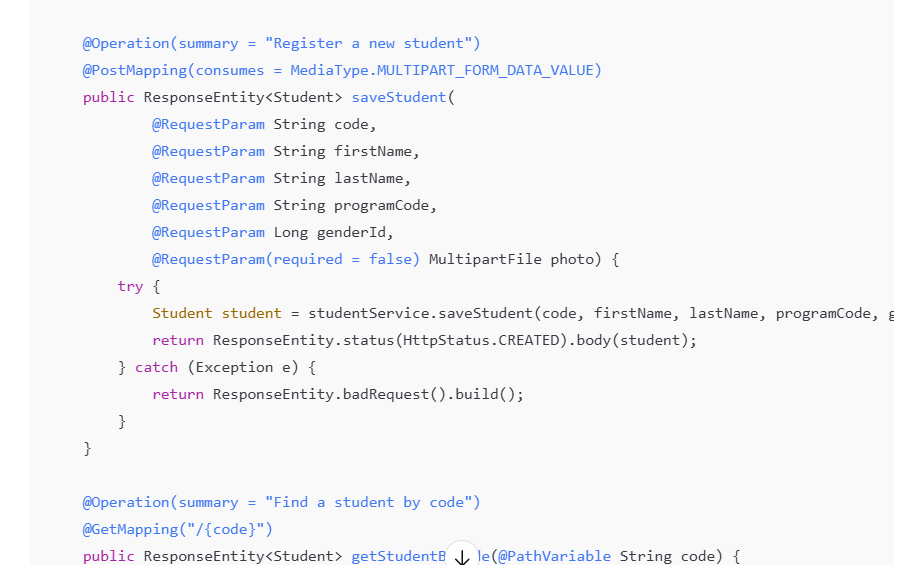 @Operation(summary = "Register a new student")
@PostMapping(consumes = MediaType.MULTIPART_FORM_DATA_VALUE)
public ResponseEntity<Student> saveStudent(
@RequestParam String code,
@RequestParam String firstName,
@RequestParam String lastName,
@RequestParam String programCode,
@RequestParam Long genderId,
@RequestParam(required = false) MultipartFile photo) {
try {
Student student = studentService.saveStudent(code, firstName, lastName, programCode,
return ResponseEntity.status(HttpStatus.CREATED).body(student);
} catch (Exception e) {
return ResponseEntity.badRequest().build();
}
}
@Operation(summary = "Find a student by code")
@GetMapping("/{code}")
public ResponseEntity<Student> (@PathVariable String code) {